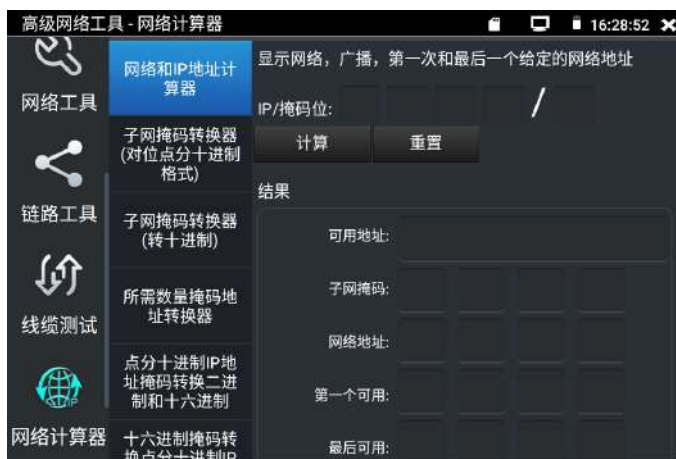 高级网络工具 - 网络计算器
16:28:52
网络工具
链路工具
线缆测试
网络计算器
网络和IP地址计
算器
子网掩码转换器
(对位点分十进制
格式)
子网掩码转换器
(转十进制)
所需数量掩码地
址转换器
点分十进制IP地
址掩码转换二进
制和十六进制
十六进制掩码转
换点分十进制IP
显示网络，广播，第一次和最后一个给定的网络地址
IP/掩码位:
/
计算
重置
结果
可用地址:
子网掩码:
网络地址:
第一个可用:
最后可用: